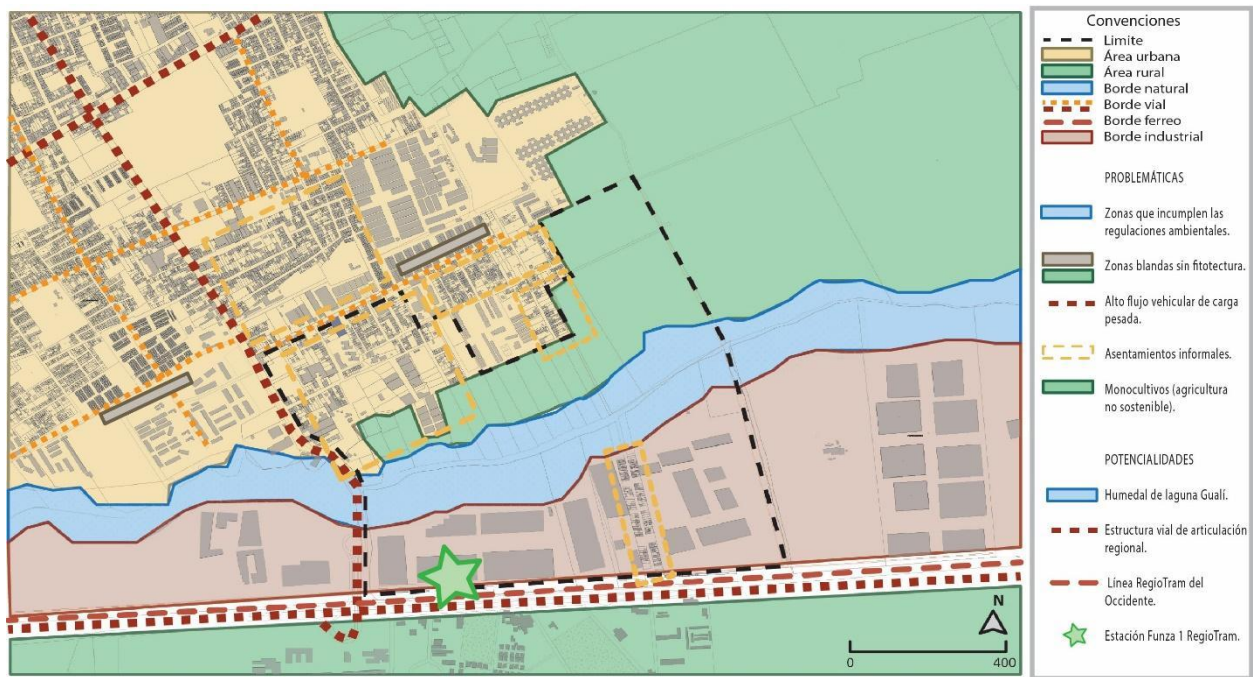 N
0
400
Convenciones
Limite
Área urbana
Área rural
Borde natural
Borde vial
Borde ferreo
Borde industrial
PROBLEMÁTICAS
Zonas que incumplen las
regulaciones ambientales.
Zonas blandas sin fitotectura.
Alto flujo vehicular de carga
pesada.
Asentamientos informales.
Monocultivos (agricultura
no sostenible).
POTENCIALIDADES
Humedal de laguna Gualí.
Estructura vial de articulación
regional.
Línea RegioTram del
Occidente.
Estación Funza 1 RegioTram.